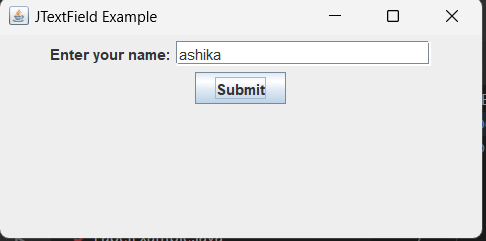 JTextField Example
Enter your name: ashika
Submit